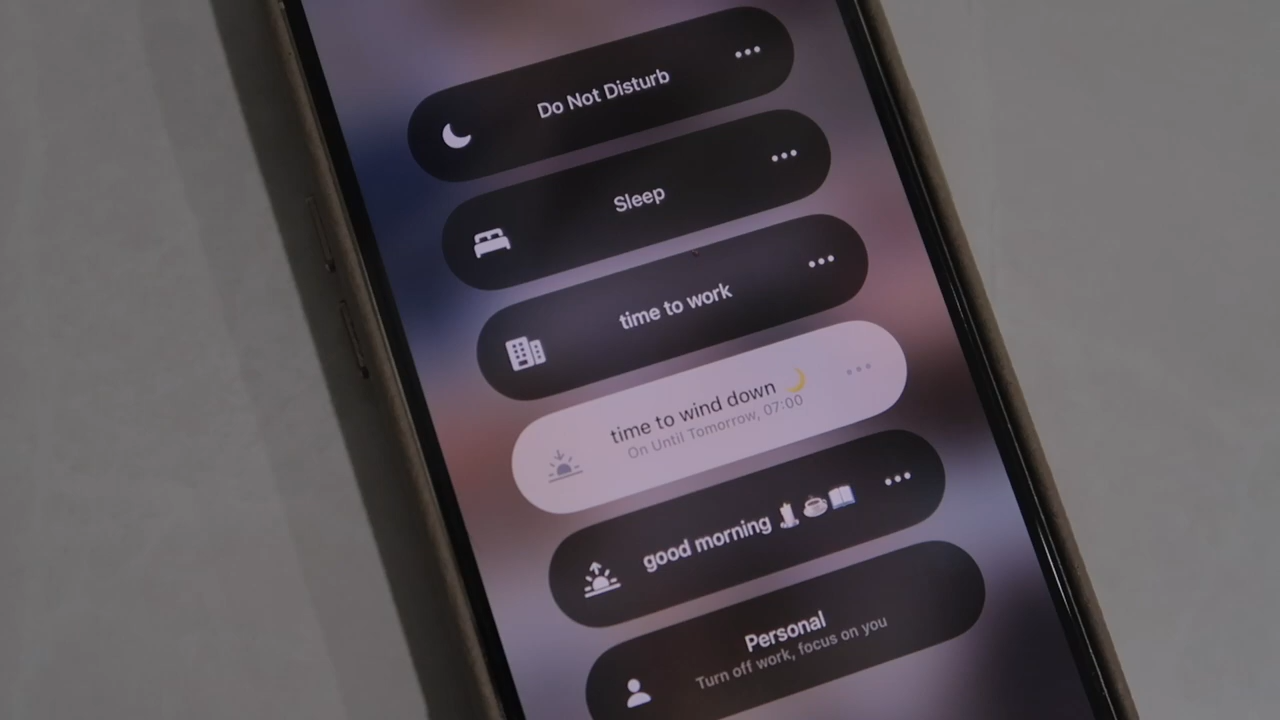 Do Not Disturb
Sleep
time to work
time to wind down 🌙
On Until Tomorrow, 07:00
good morning 🕯️☕📖
Personal
Turn off work, focus on you